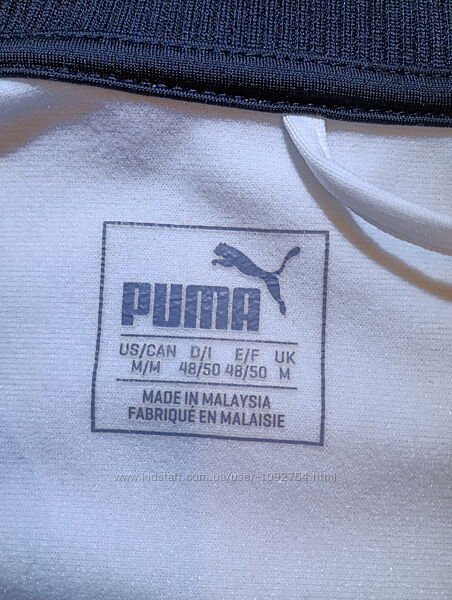 PUMA
US/CAN D/I E/F UK
M/M 48/50 48/50 M
MADE IN MALAYSIA
FABRIQUÉ EN MALAISIE
www.kidstaff.com.ua/user-1092754.html